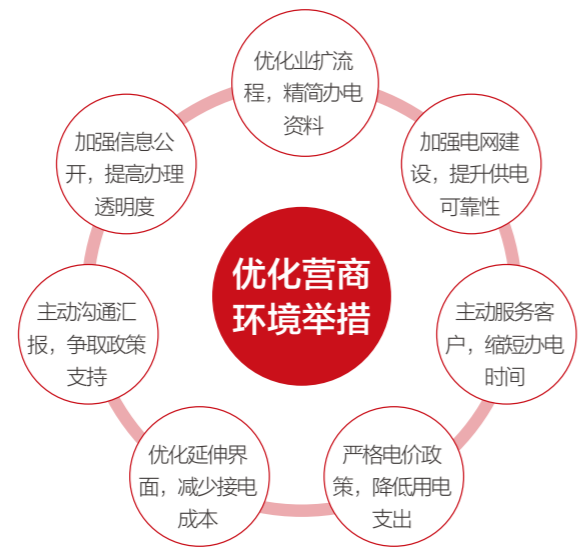 优化业扩流
程，精简办电
资料
加强电网建
设，提升供电
可靠性
主动服务客
户，缩短办电
时间
严格电价政
策，降低用电
支出
优化延伸界
面，减少接电
成本
主动沟通汇
报，争取政策
支持
加强信息公
开，提高办理
透明度
优化营商
环境举措